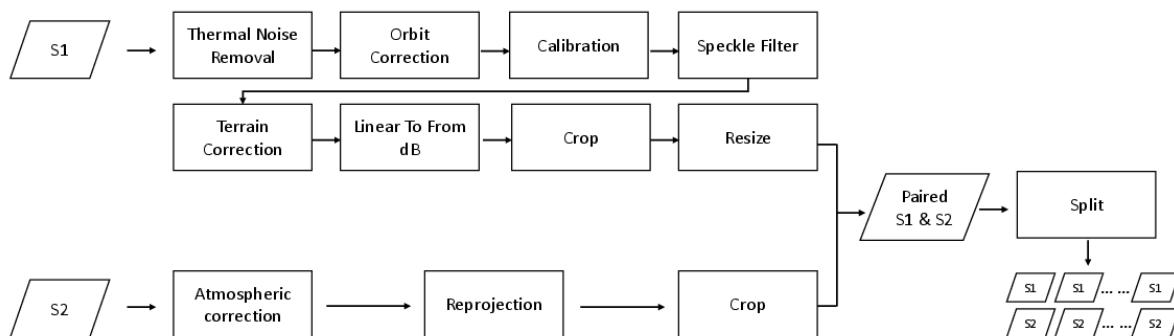 S1
Thermal Noise
Removal
Orbit
Correction
Calibration
Speckle Filter
Terrain
Correction
Linear To From
dB
Crop
Resize
Paired
S1 & S2
Split
S2
Atmospheric
correction
Reprojection
Crop
S1 S1 ... ... S1
S2 S2 ... ... S2